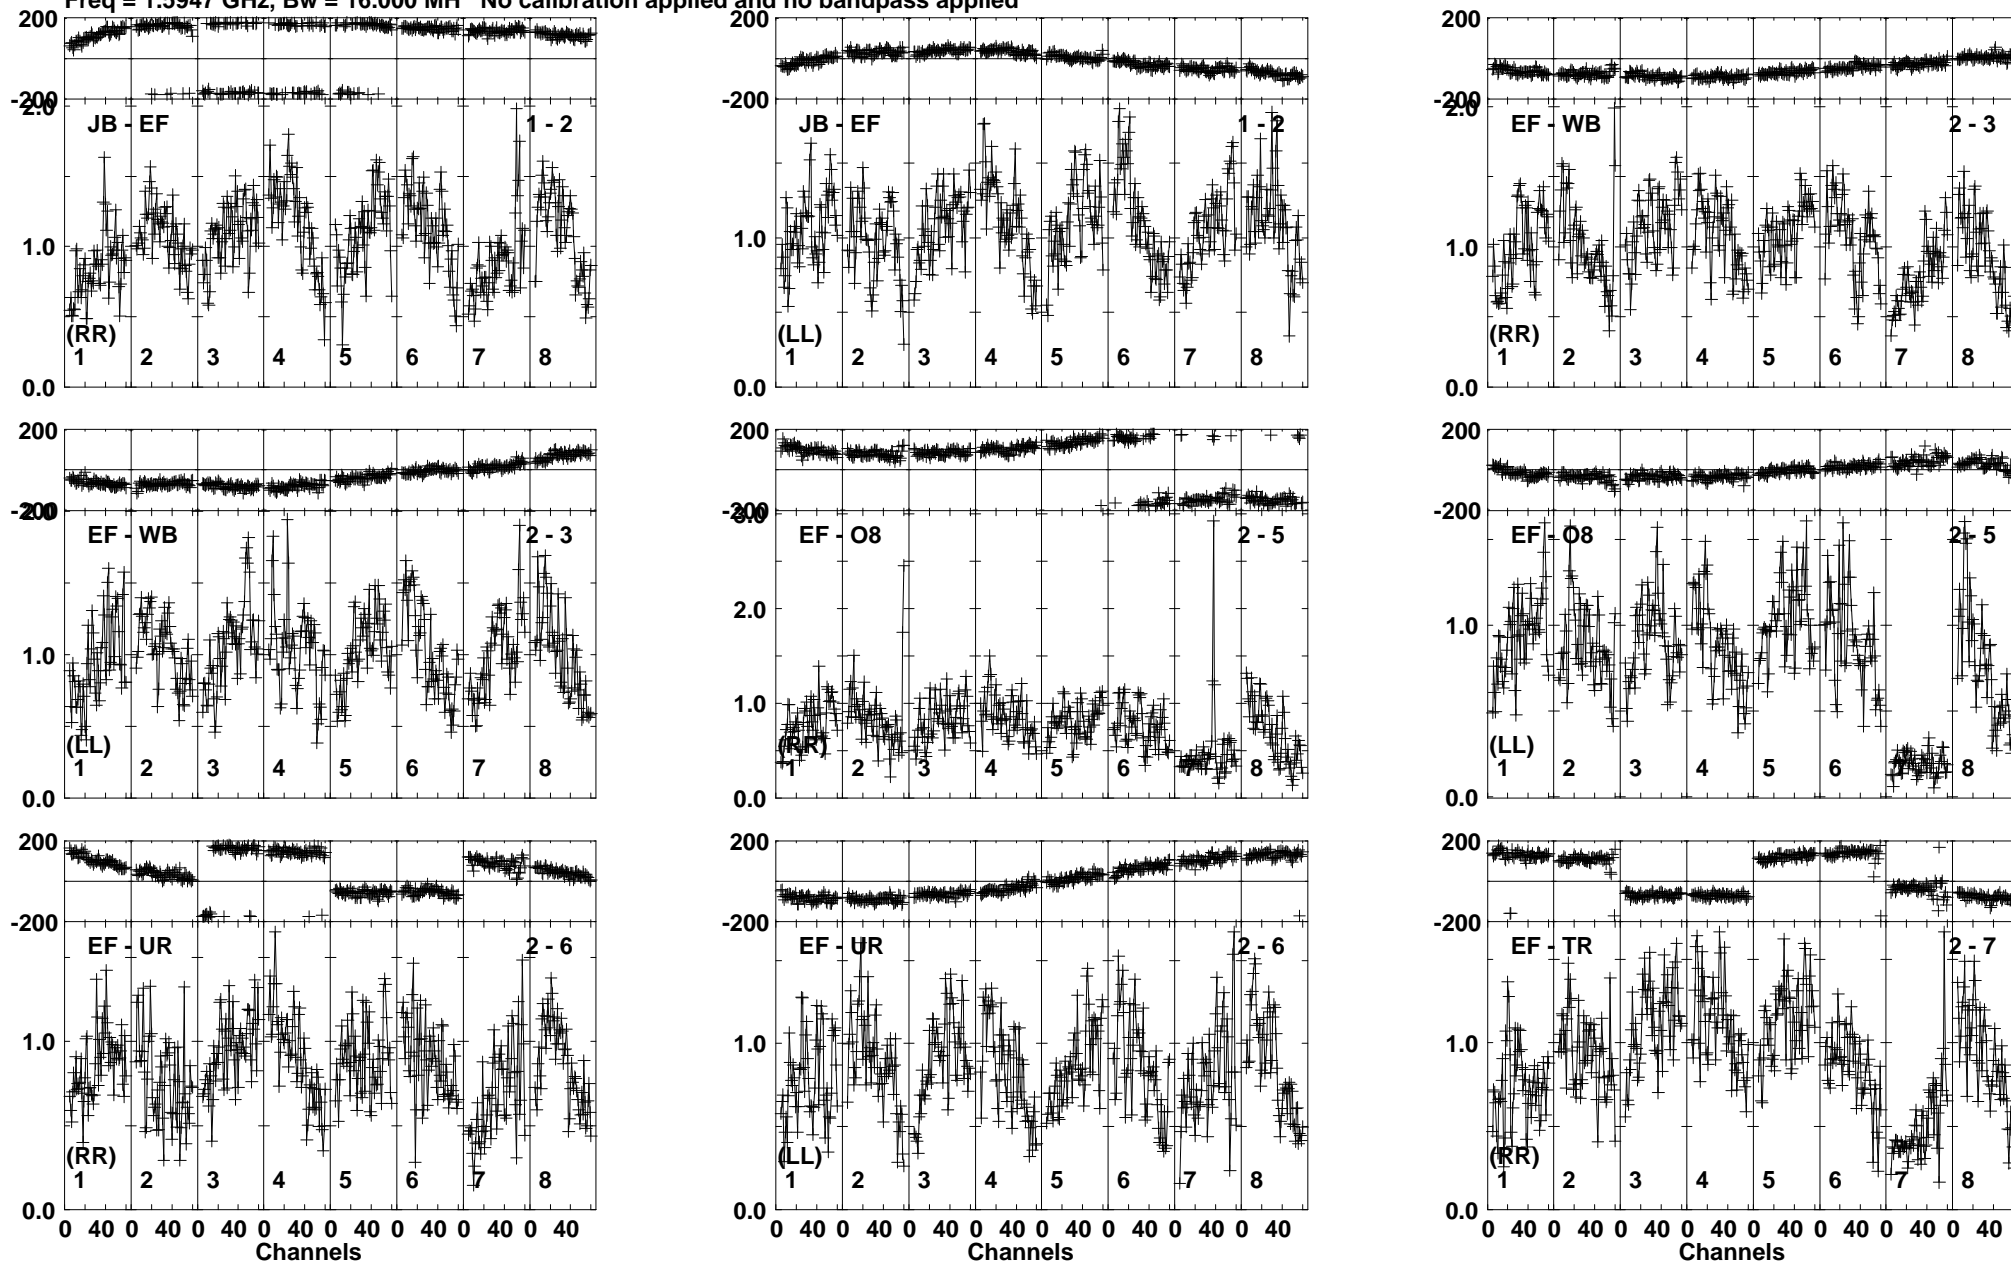 Freq = 1.5947 GHz, Bw = 16.000 MH No calibration applied and no bandpass applied
200 200 200
-200 -200 -200
2.0 2.0 2.0
JB - EF 1 - 2 JB - EF 1 - 2 EF - WB 2 - 3
1.0 1.0 1.0
(RR) (LL) (RR)
1 2 3 4 5 6 7 8 1 2 3 4 5 6 7 8 1 2 3 4 5 6 7 8
0.0 0.0 0.0
200 200 200
-200 -200 -200
2.0 3.0
EF - WB 2 - 3 EF - O8 2 - 5 EF - O8 2 - 5
2.0
1.0 1.0 1.0
(LL) (RR) (LL)
1 2 3 4 5 6 7 8 1 2 3 4 5 6 7 8 1 2 3 4 5 6 7 8
0.0 0.0 0.0
200 200 200
-200 -200 -200
EF - UR 2 - 6 EF - UR 2 - 6 EF - TR 2 - 7
1.0 1.0 1.0
(RR) (LL) (RR)
1 2 3 4 5 6 7 8 1 2 3 4 5 6 7 8 1 2 3 4 5 6 7 8
0.0 0.0 0.0
0 40 0 40 0 40 0 40 0 40 0 40 0 40 0 40 0 40 0 40 0 40 0 40 0 40 0 40 0 40 0 40 0 40 0 40 0 40 0 40 0 40 0 40 0 40 0 40
Channels Channels Channels